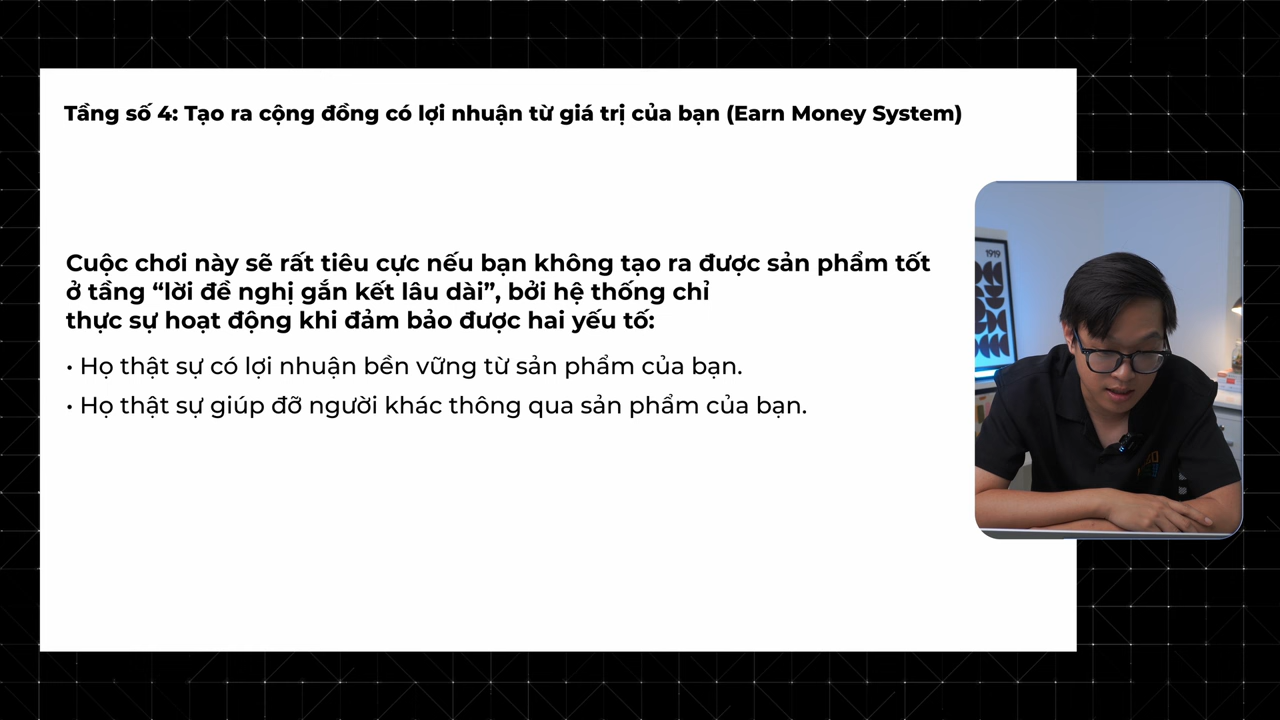 Tầng số 4: Tạo ra cộng đồng có lợi nhuận từ giá trị của bạn (Earn Money System)
Cuộc chơi này sẽ rất tiêu cực nếu bạn không tạo ra được sản phẩm tốt
ở tầng “lời đề nghị gắn kết lâu dài”, bởi hệ thống chỉ
thực sự hoạt động khi đảm bảo được hai yếu tố:
• Họ thật sự có lợi nhuận bền vững từ sản phẩm của bạn.
• Họ thật sự giúp đỡ người khác thông qua sản phẩm của bạn.
1919